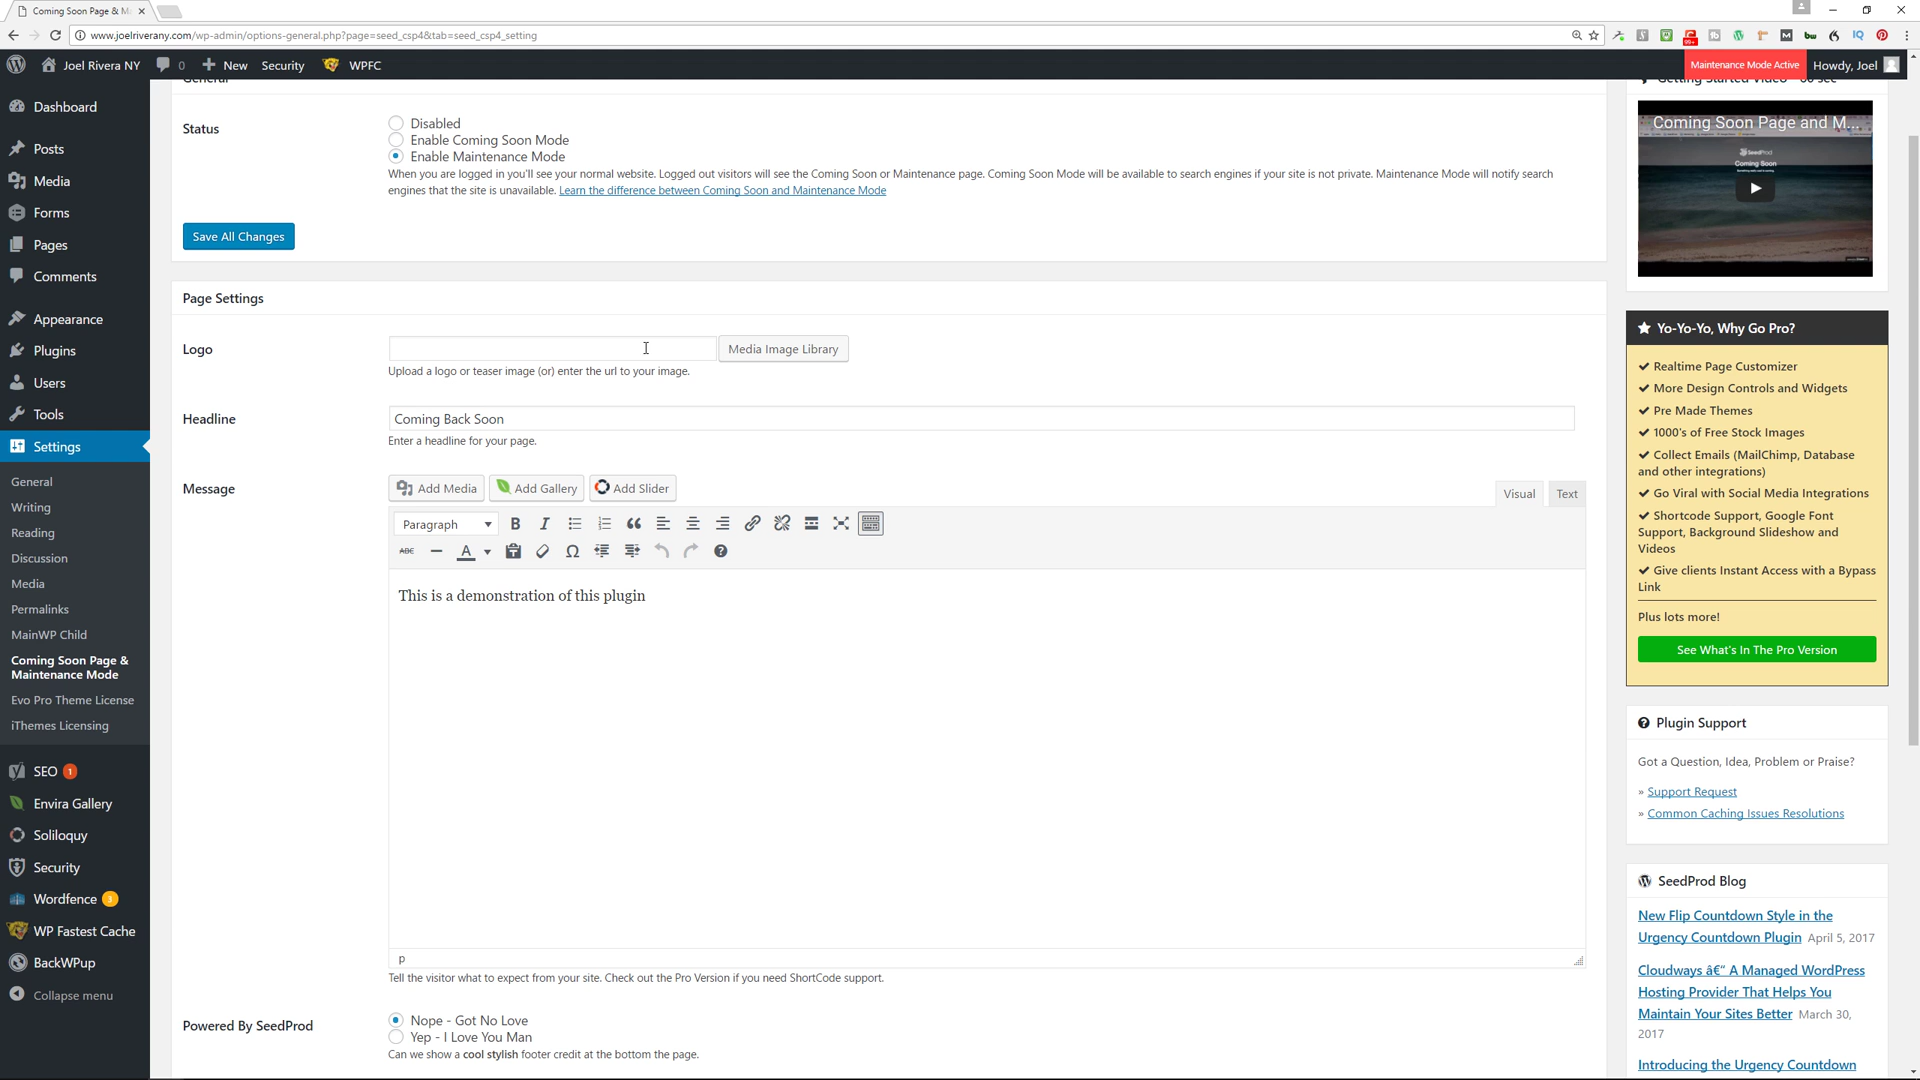 Coming Soon Page & M
www.joelriverany.com/wp-admin/options-general.php?page=seed_csp4&tab=seed_csp4_setting
Joel Rivera NY
0
New
Security
WPFC
Maintenance Mode Active
Howdy, Joel
Dashboard
Posts
Media
Forms
Pages
Comments
Appearance
Plugins
Users
Tools
Settings
General
Writing
Reading
Discussion
Media
Permalinks
MainWP Child
Coming Soon Page &
Maintenance Mode
Evo Pro Theme License
iThemes Licensing
SEO 1
Envira Gallery
Soliloquy
Security
Wordfence 3
WP Fastest Cache
BackWPup
Collapse menu
General
Status
Disabled
Enable Coming Soon Mode
Enable Maintenance Mode
When you are logged in you'll see your normal website. Logged out visitors will see the Coming Soon or Maintenance page. Coming Soon Mode will be available to search engines if your site is not private. Maintenance Mode will notify search
engines that the site is unavailable. Learn the difference between Coming Soon and Maintenance Mode
Save All Changes
Page Settings
Logo
Media Image Library
Upload a logo or teaser image (or) enter the url to your image.
Headline
Coming Back Soon
Enter a headline for your page.
Message
Add Media
Add Gallery
Add Slider
Visual
Text
Paragraph
B
I
ABC
A
This is a demonstration of this plugin
p
Tell the visitor what to expect from your site. Check out the Pro Version if you need ShortCode support.
Powered By SeedProd
Nope - Got No Love
Yep - I Love You Man
Can we show a cool stylish footer credit at the bottom the page.
Getting Started Video - 60 sec
Coming Soon Page and M...
SeedProd
Coming Soon
Yo-Yo-Yo, Why Go Pro?
Realtime Page Customizer
More Design Controls and Widgets
Pre Made Themes
1000's of Free Stock Images
Collect Emails (MailChimp, Database
and other integrations)
Go Viral with Social Media Integrations
Shortcode Support, Google Font
Support, Background Slideshow and
Videos
Give clients Instant Access with a Bypass
Link
Plus lots more!
See What's In The Pro Version
Plugin Support
Got a Question, Idea, Problem or Praise?
» Support Request
» Common Caching Issues Resolutions
SeedProd Blog
New Flip Countdown Style in the
Urgency Countdown Plugin April 5, 2017
Cloudways â€“ A Managed WordPress
Hosting Provider That Helps You
Maintain Your Sites Better March 30,
2017
Introducing the Urgency Countdown